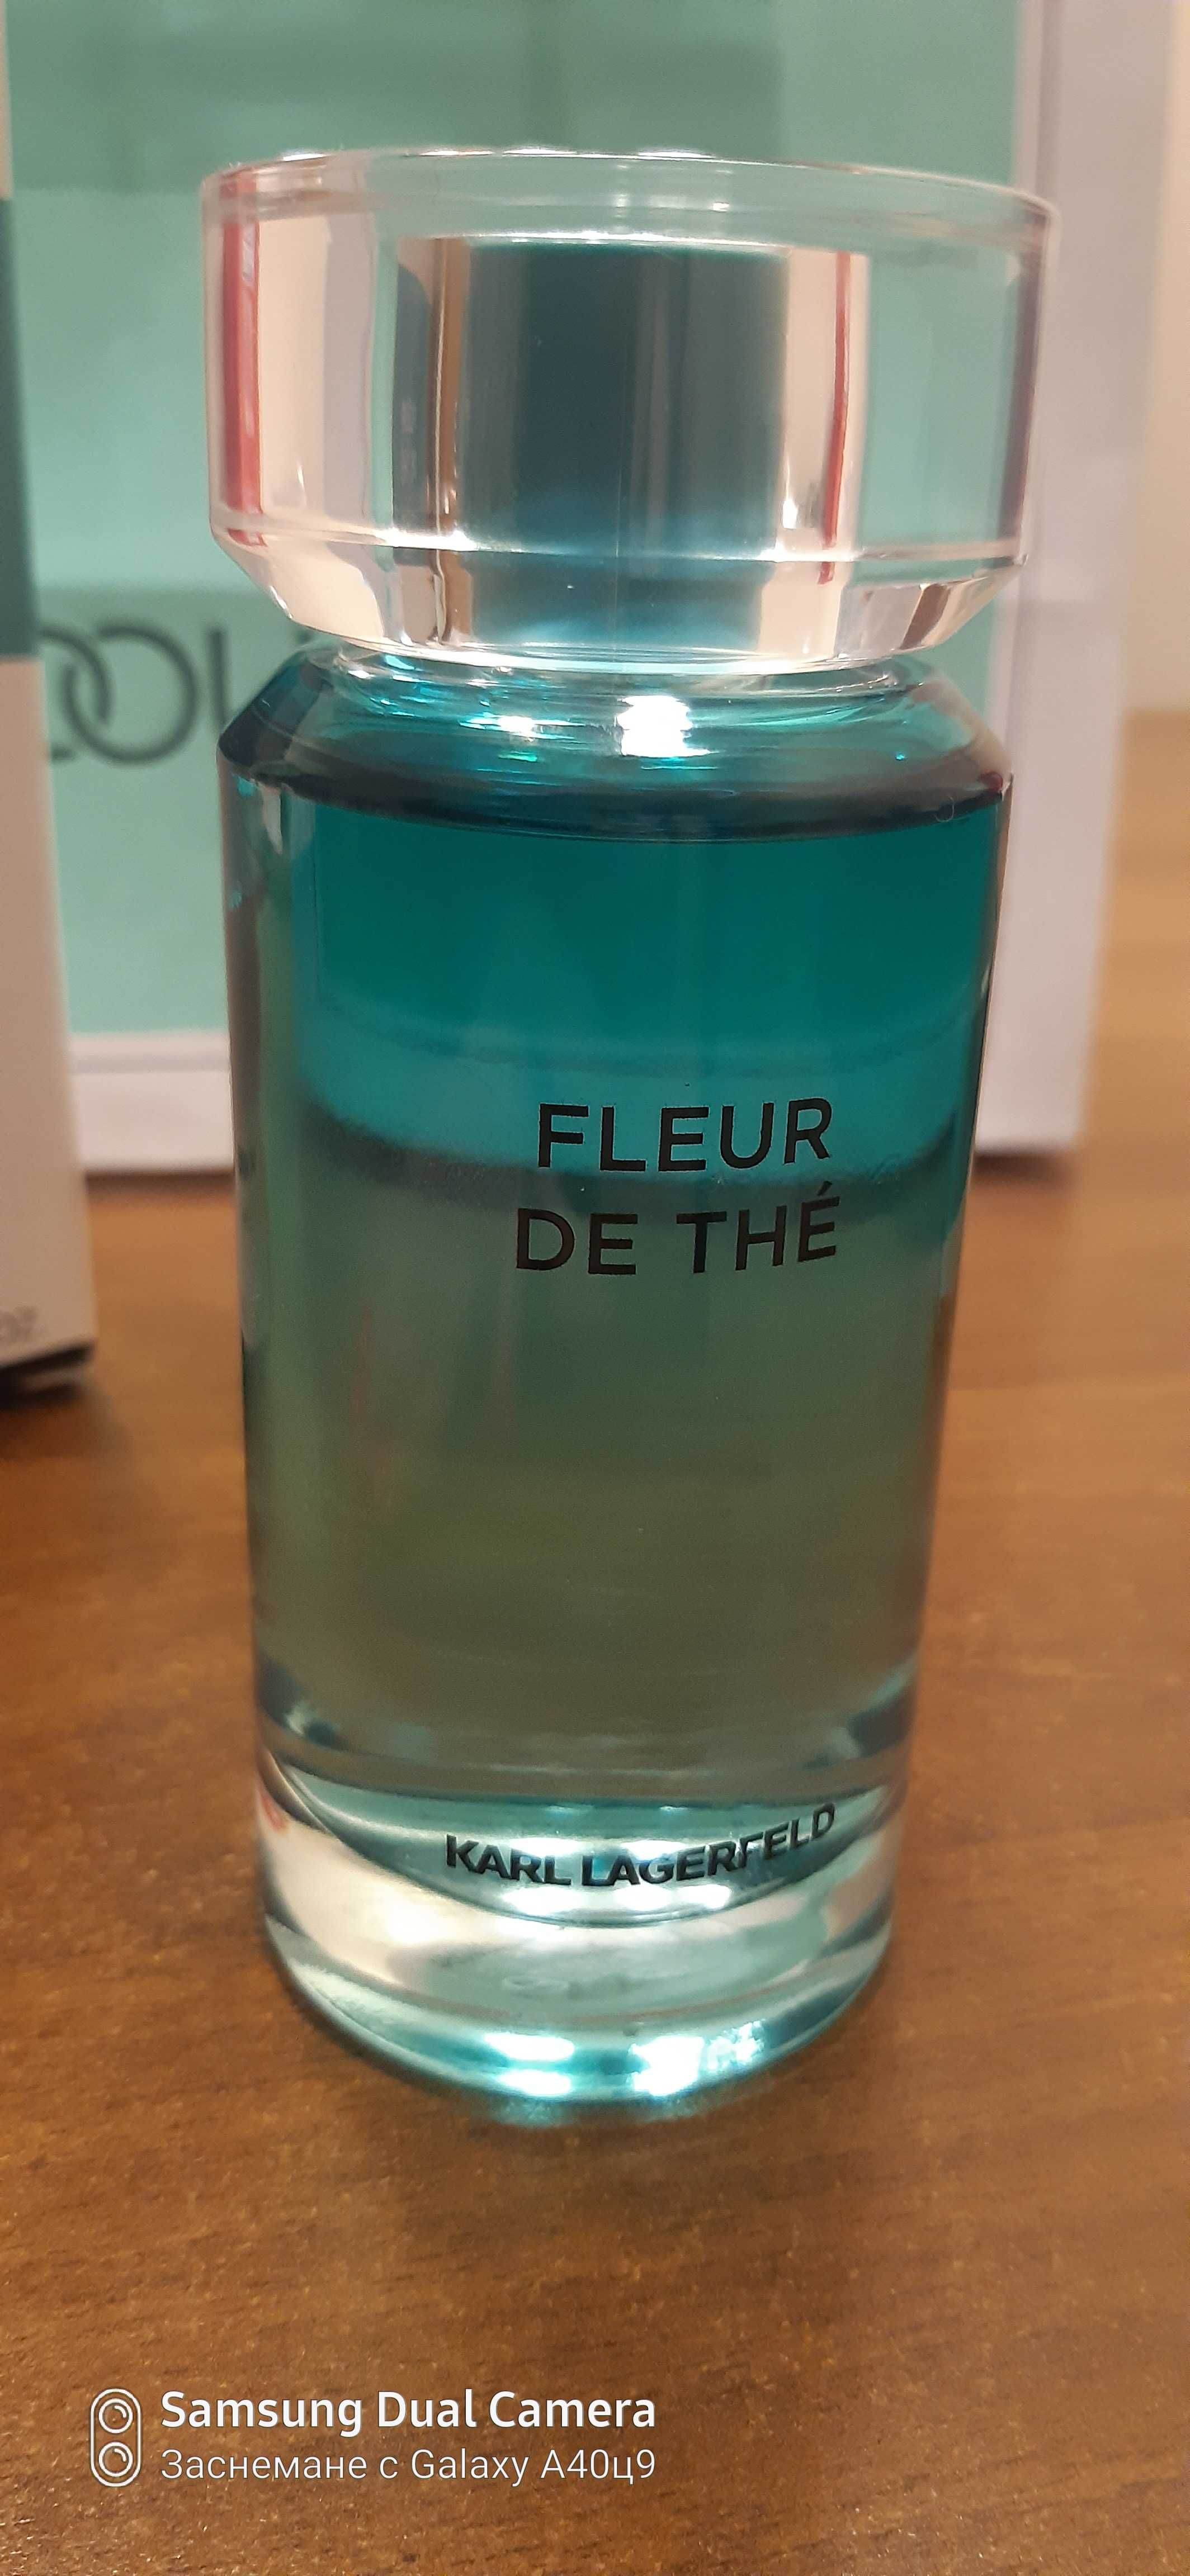 FLEUR
DE THÉ
KARL LAGERFELD
Samsung Dual Camera
Заснемане с Galaxy A40ц9